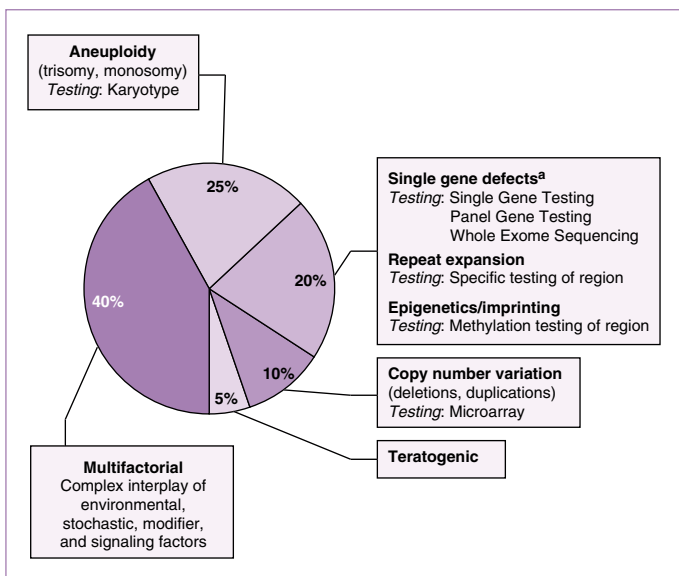 Aneuploidy
(trisomy, monosomy)
Testing: Karyotype
25%
Single gene defectsa
Testing: Single Gene Testing
Panel Gene Testing
Whole Exome Sequencing
Repeat expansion
Testing: Specific testing of region
Epigenetics/imprinting
Testing: Methylation testing of region
20%
40%
10%
Copy number variation
(deletions, duplications)
Testing: Microarray
5%
Teratogenic
Multifactorial
Complex interplay of
environmental,
stochastic, modifier,
and signaling factors